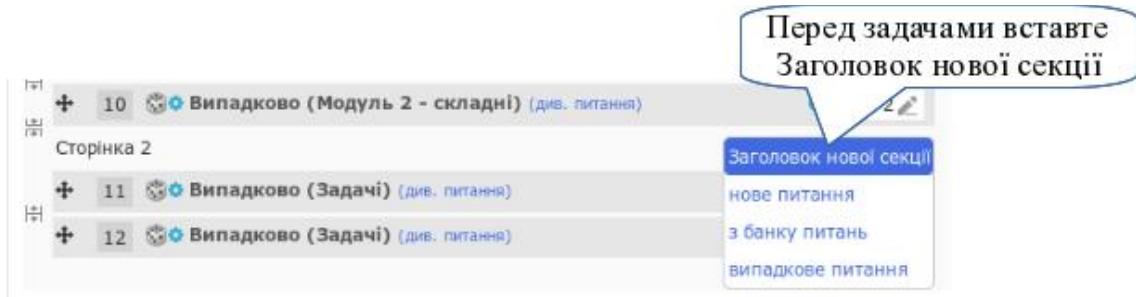 Перед задачами вставте
Заголовок нової секції
10 Випадково (Модуль 2 - складні) (див. питання) 2
Сторінка 2
Заголовок нової секції
11 Випадково (Задачі) (див. питання)
нове питання
12 Випадково (Задачі) (див. питання)
з банку питань
випадкове питання